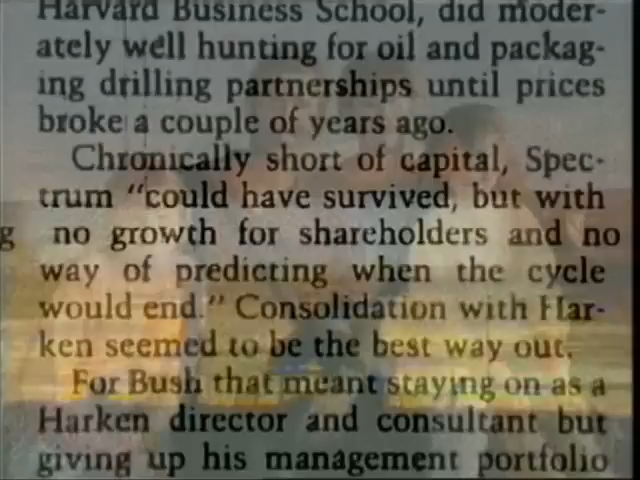 Harvard Business School, did moder-
ately well hunting for oil and packag-
ing drilling partnerships until prices
broke a couple of years ago.
Chronically short of capital, Spec-
trum "could have survived, but with
g no growth for shareholders and no
way of predicting when the cycle
would end." Consolidation with Har-
ken seemed to be the best way out.
For Bush that meant staying on as a
Harken director and consultant but
giving up his management portfolio